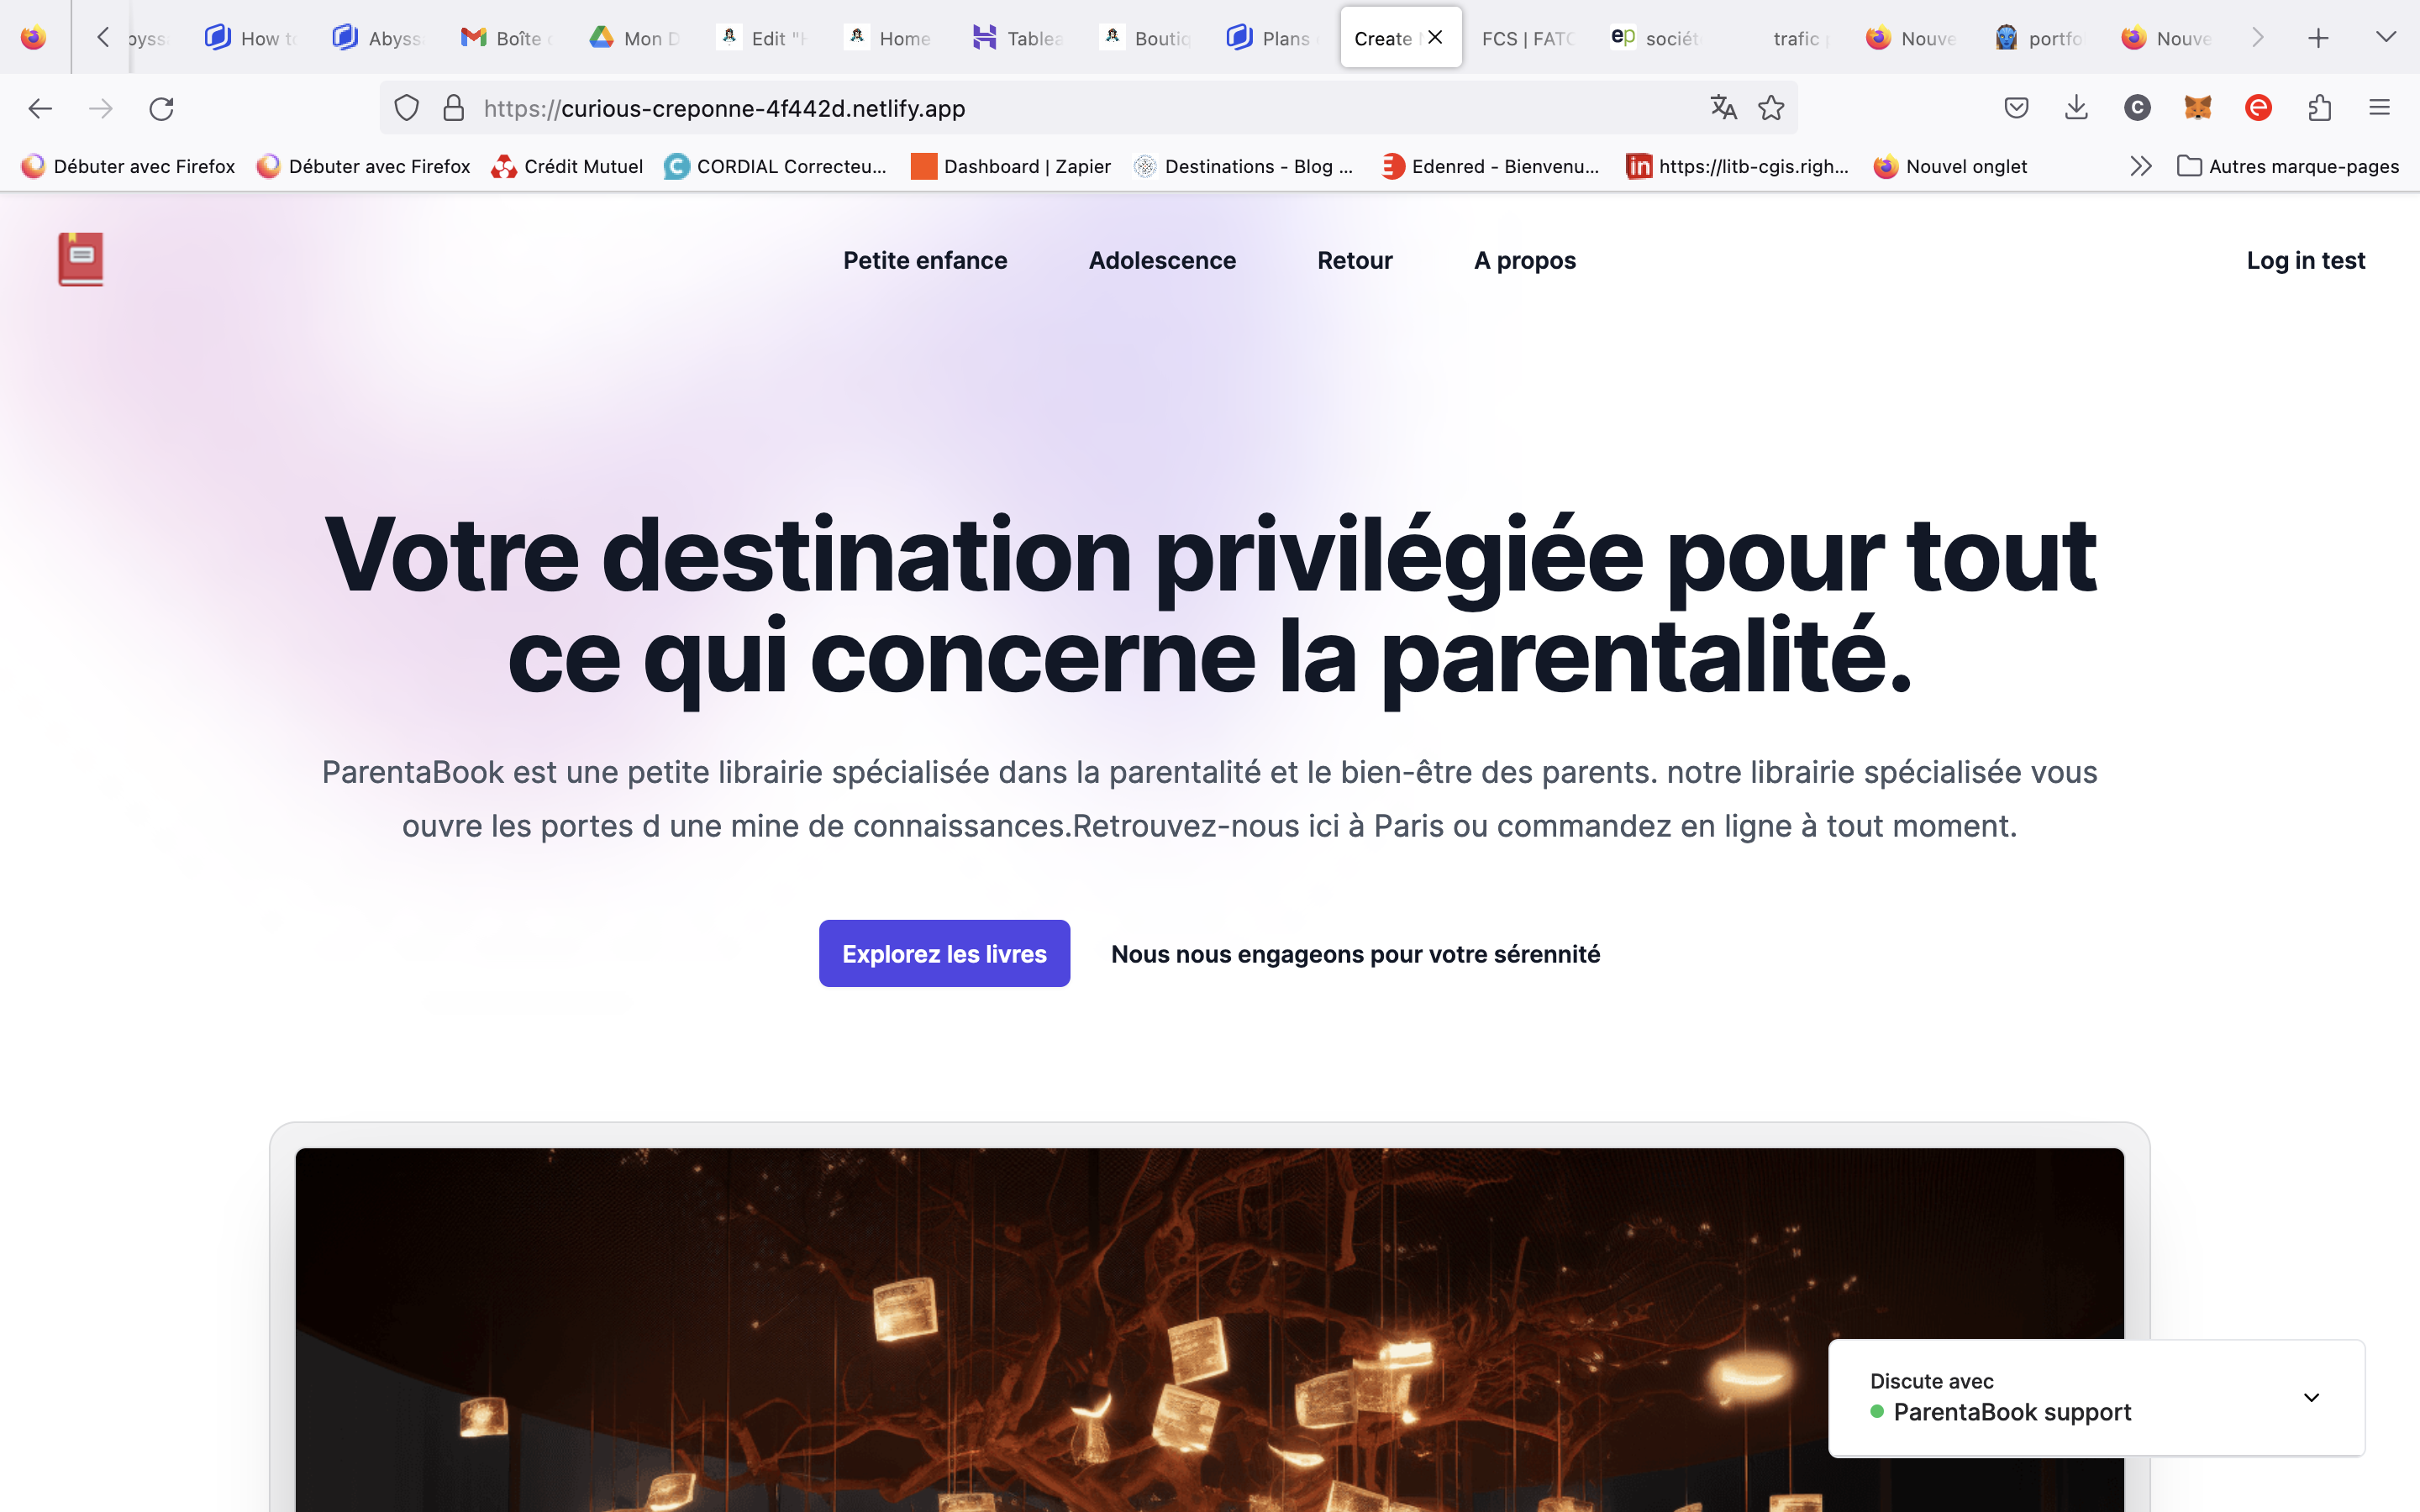 How t
Abyss
Boîte
Mon D
Edit "H
Home
Tablea
Boutiq
Plans
Create
FCS | FATC
ep
sociét
trafic
Nouve
portfo
Nouve
https://curious-creponne-4f442d.netlify.app
Débuter avec Firefox
Débuter avec Firefox
Crédit Mutuel
CORDIAL Correcteu...
Dashboard | Zapier
Destinations - Blog ...
Edenred - Bienvenu...
in
https://litb-cgis.righ...
Nouvel onglet
Autres marque-pages
Petite enfance
Adolescence
Retour
A propos
Log in test
Votre destination privilégiée pour tout
ce qui concerne la parentalité.
ParentaBook est une petite librairie spécialisée dans la parentalité et le bien-être des parents. notre librairie spécialisée vous
ouvre les portes d une mine de connaissances.Retrouvez-nous ici à Paris ou commandez en ligne à tout moment.
Explorez les livres
Nous nous engageons pour votre sérennité
Discute avec
ParentaBook support